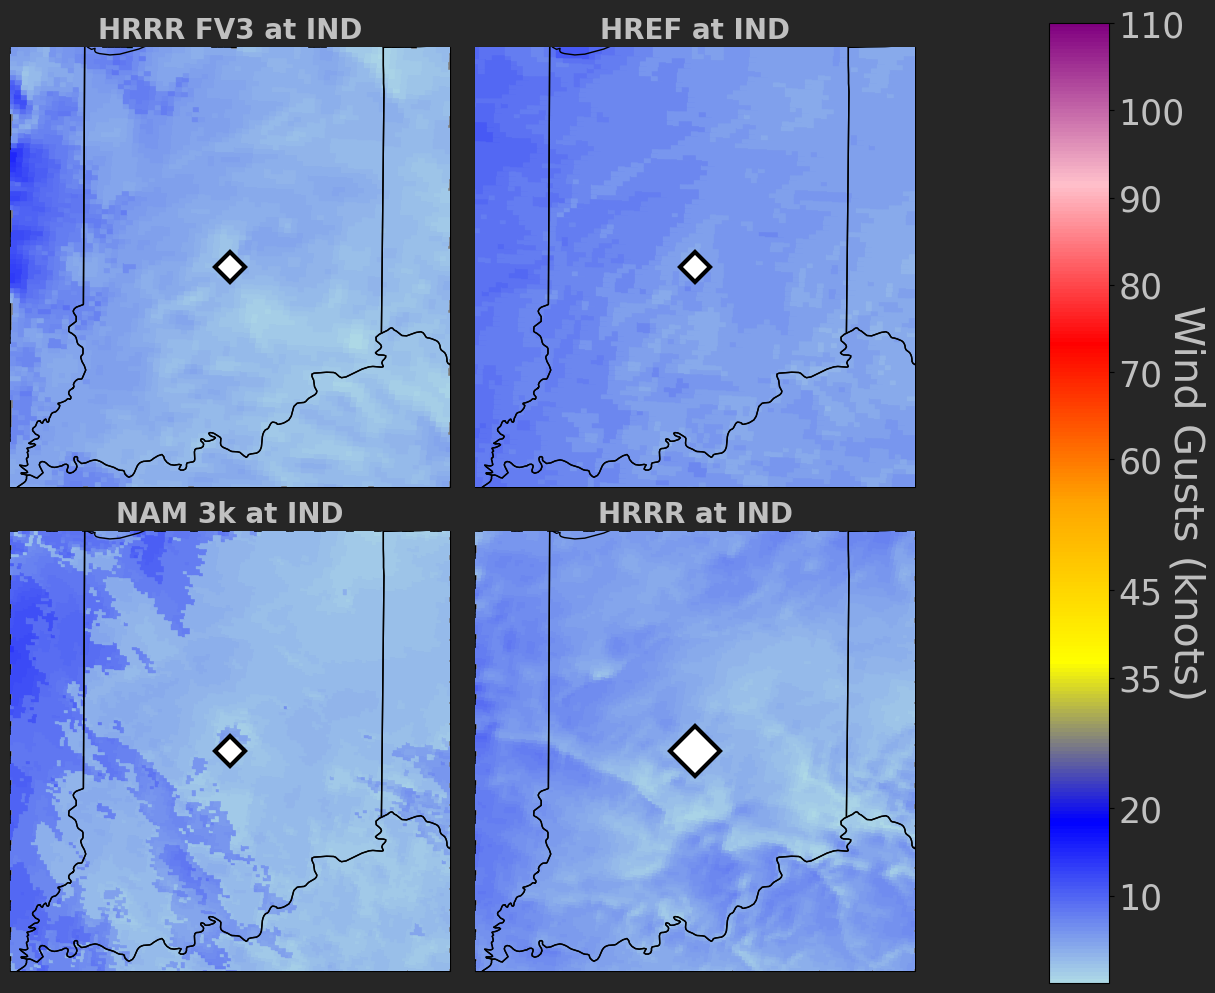 HRRR FV3 at IND
HREF at IND
NAM 3k at IND
HRRR at IND
110
100
90
80
70
60
45
35
20
10
Wind Gusts (knots)